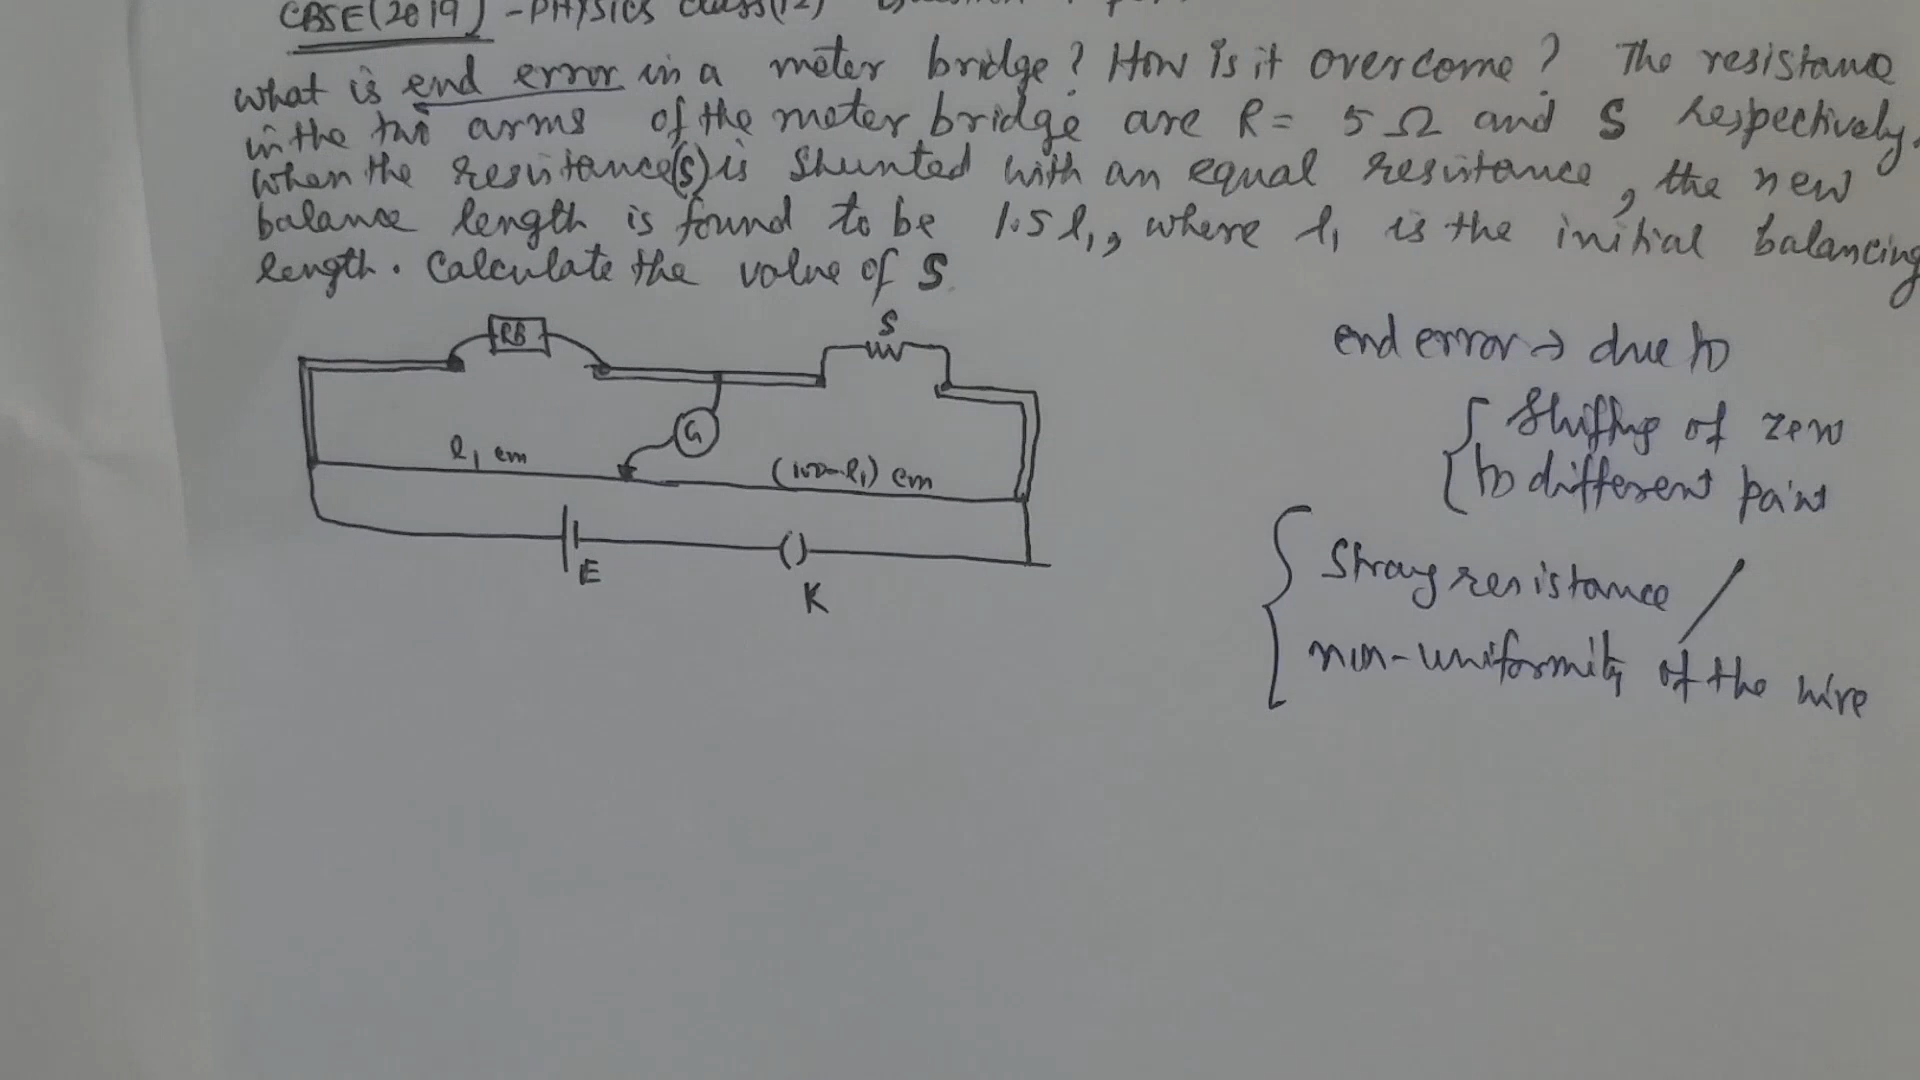 CBSE(2019) - PHYSICS class(12)
what is end error in a meter bridge? How is it overcome? The resistance
in the two arms of the meter bridge are R = 5 Ω and S respectively.
When the resistance(S) is shunted with an equal resistance, the new
balance length is found to be 1.5 l₁, where l₁ is the initial balancing
length. Calculate the value of S.
RB
S
G
l₁ cm
(100-l₁) cm
E
K
end error → due to
shifting of zero
to different point
Stray resistance
non-uniformity of the wire